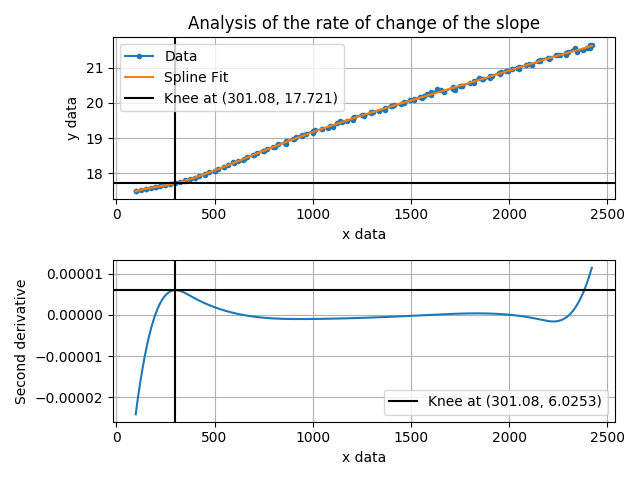 Analysis of the rate of change of the slope
Data
Spline Fit
Knee at (301.08, 17.721)
y data
21
20
19
18
0 500 1000 1500 2000 2500
x data
Second derivative
0.00001
0.00000
−0.00001
−0.00002
Knee at (301.08, 6.0253)
0 500 1000 1500 2000 2500
x data